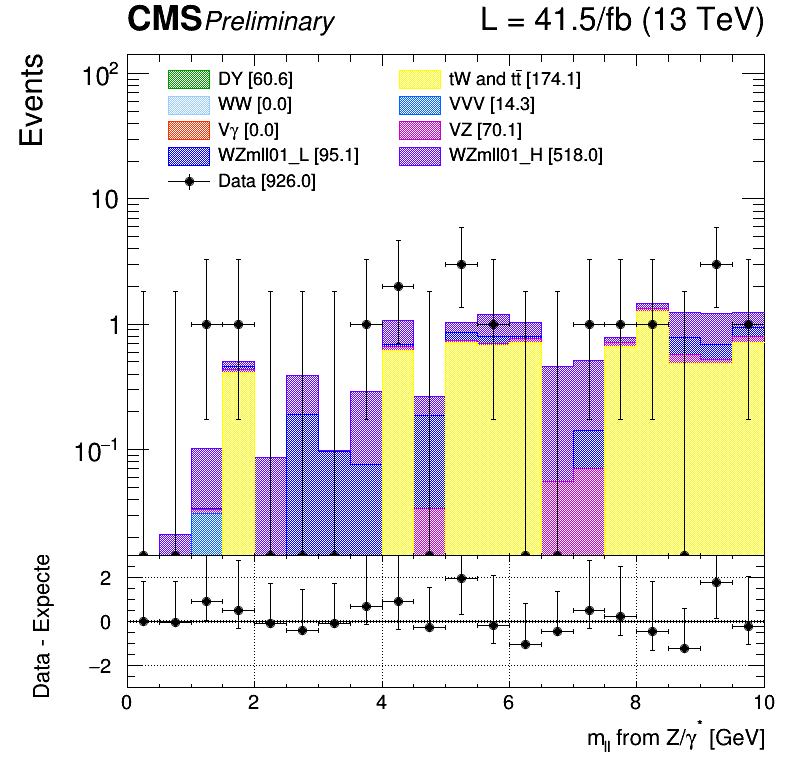 CMS Preliminary L = 41.5/fb (13 TeV)
Events
10²
10
1
10⁻¹
DY [60.6]
tW and tt̄ [174.1]
WW [0.0]
VVV [14.3]
Vγ [0.0]
VZ [70.1]
WZmll01_L [95.1]
WZmll01_H [518.0]
Data [926.0]
Data - Expecte
2
0
−2
0 2 4 6 8 10
m_ll from Z/γ* [GeV]